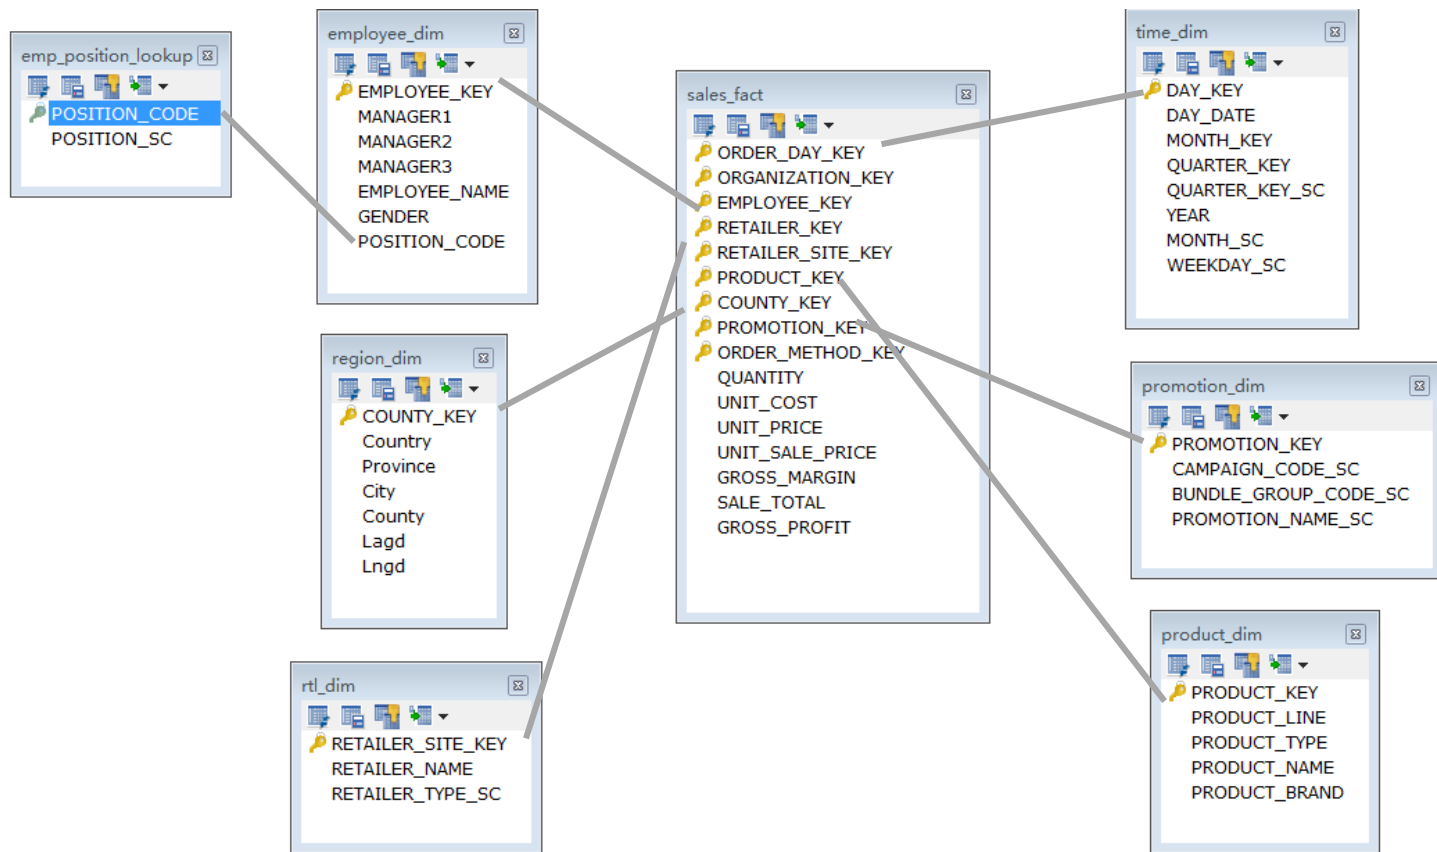 emp_position_lookup
POSITION_CODE
POSITION_SC
employee_dim
EMPLOYEE_KEY
MANAGER1
MANAGER2
MANAGER3
EMPLOYEE_NAME
GENDER
POSITION_CODE
region_dim
COUNTY_KEY
Country
Province
City
County
Lagd
Lngd
rtl_dim
RETAILER_SITE_KEY
RETAILER_NAME
RETAILER_TYPE_SC
sales_fact
ORDER_DAY_KEY
ORGANIZATION_KEY
EMPLOYEE_KEY
RETAILER_KEY
RETAILER_SITE_KEY
PRODUCT_KEY
COUNTY_KEY
PROMOTION_KEY
ORDER_METHOD_KEY
QUANTITY
UNIT_COST
UNIT_PRICE
UNIT_SALE_PRICE
GROSS_MARGIN
SALE_TOTAL
GROSS_PROFIT
time_dim
DAY_KEY
DAY_DATE
MONTH_KEY
QUARTER_KEY
QUARTER_KEY_SC
YEAR
MONTH_SC
WEEKDAY_SC
promotion_dim
PROMOTION_KEY
CAMPAIGN_CODE_SC
BUNDLE_GROUP_CODE_SC
PROMOTION_NAME_SC
product_dim
PRODUCT_KEY
PRODUCT_LINE
PRODUCT_TYPE
PRODUCT_NAME
PRODUCT_BRAND